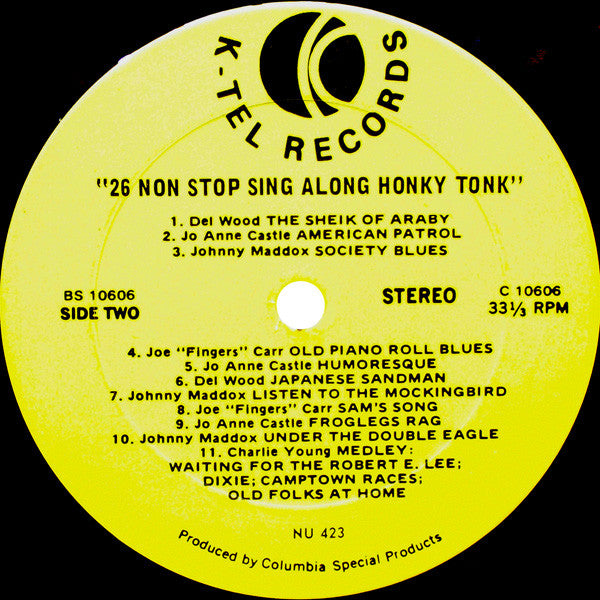 K-TEL RECORDS
"26 NON STOP SING ALONG HONKY TONK"
1. Del Wood THE SHEIK OF ARABY
2. Jo Anne Castle AMERICAN PATROL
3. Johnny Maddox SOCIETY BLUES
BS 10606
SIDE TWO
STEREO
C 10606
33⅓ RPM
4. Joe "Fingers" Carr OLD PIANO ROLL BLUES
5. Jo Anne Castle HUMORESQUE
6. Del Wood JAPANESE SANDMAN
7. Johnny Maddox LISTEN TO THE MOCKINGBIRD
8. Joe "Fingers" Carr SAM'S SONG
9. Jo Anne Castle FROGLEGS RAG
10. Johnny Maddox UNDER THE DOUBLE EAGLE
11. Charlie Young MEDLEY:
WAITING FOR THE ROBERT E. LEE;
DIXIE; CAMPTOWN RACES;
OLD FOLKS AT HOME
NU 423
Produced by Columbia Special Products